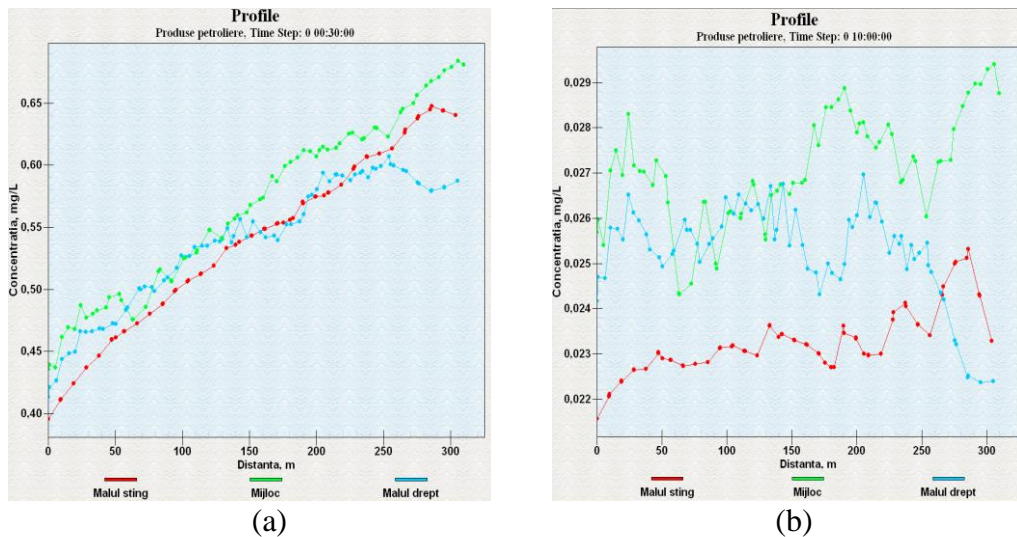 Profile
Produse petroliere, Time Step: 0 00:30:00
Concentratia, mg/L
0,65
0,60
0,55
0,50
0,45
0,40
0 50 100 150 200 250 300
Distanta, m
Malul sting Mijloc Malul drept
(a)
Profile
Produse petroliere, Time Step: 0 10:00:00
Concentratia, mg/L
0,029
0,028
0,027
0,026
0,025
0,024
0,023
0,022
0 50 100 150 200 250 300
Distanta, m
Malul sting Mijloc Malul drept
(b)